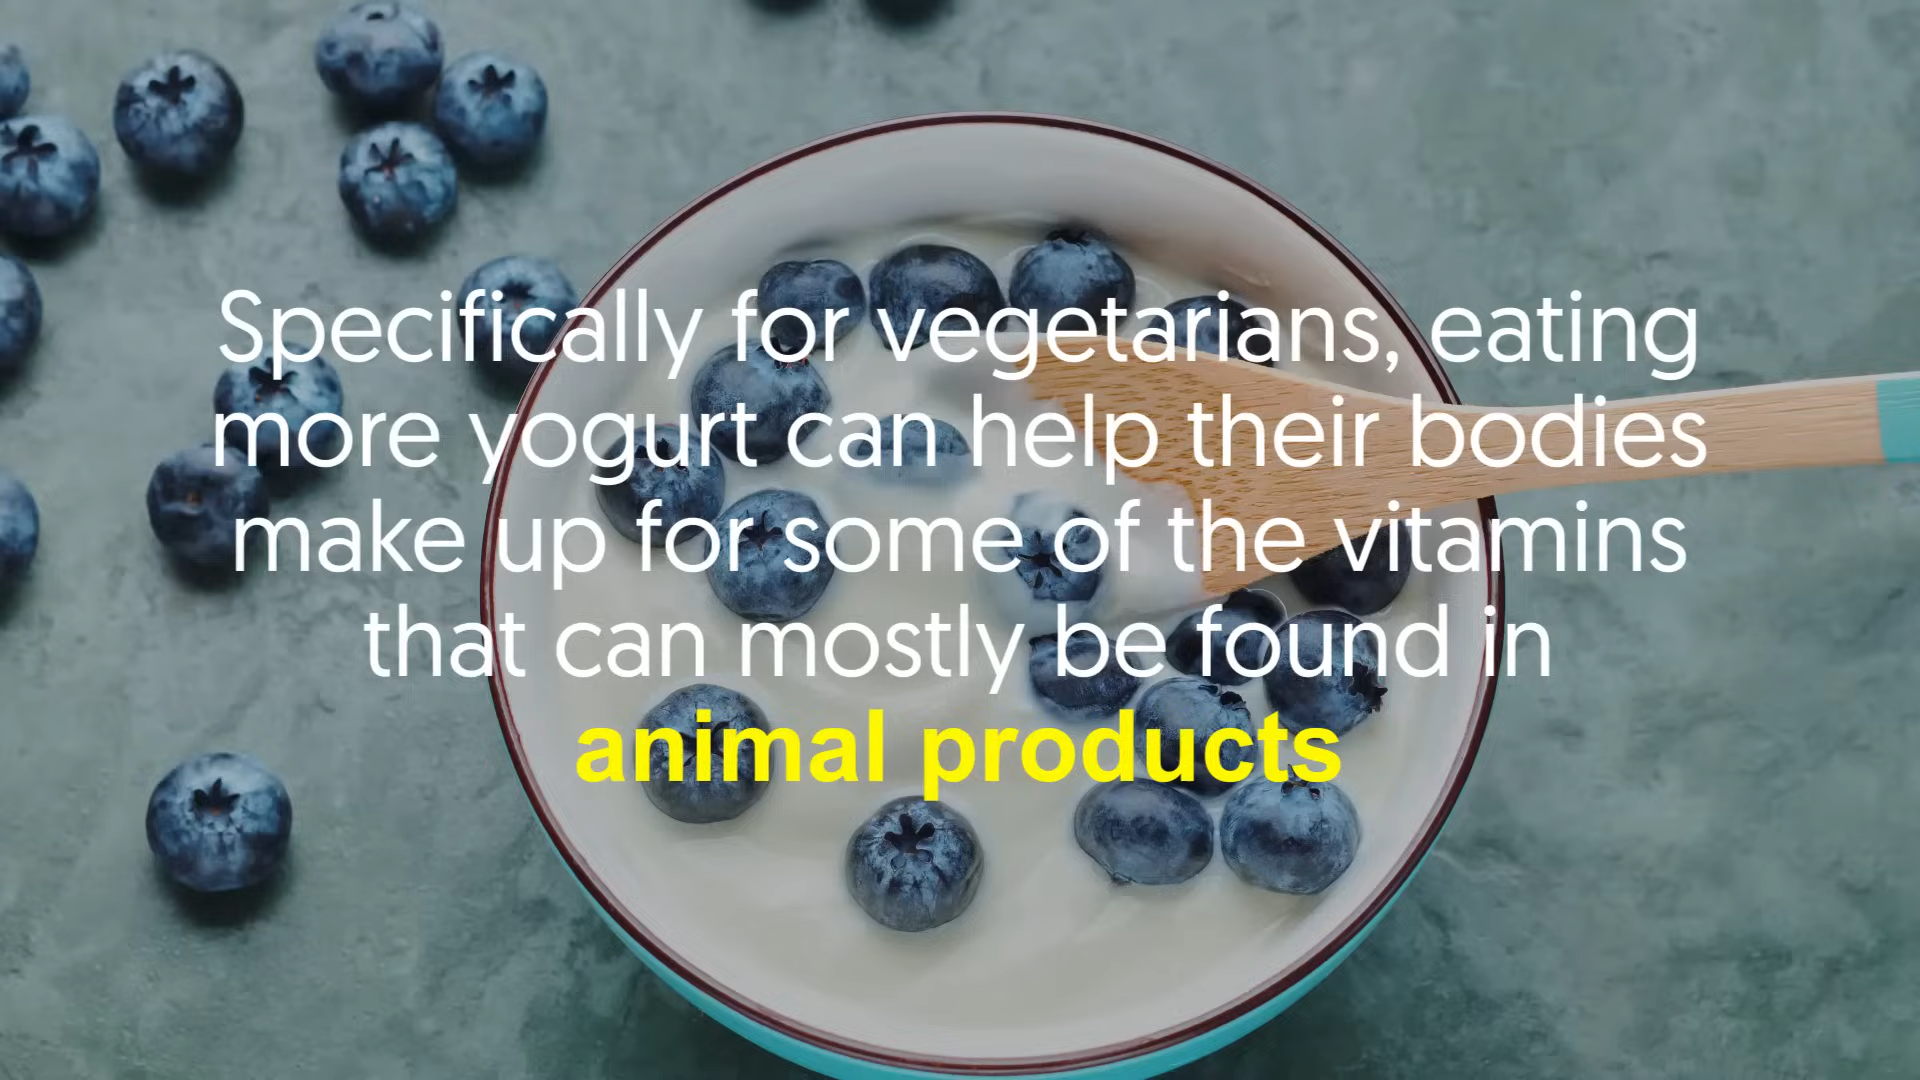 Specifically for vegetarians, eating
more yogurt can help their bodies
make up for some of the vitamins
that can mostly be found in
animal products